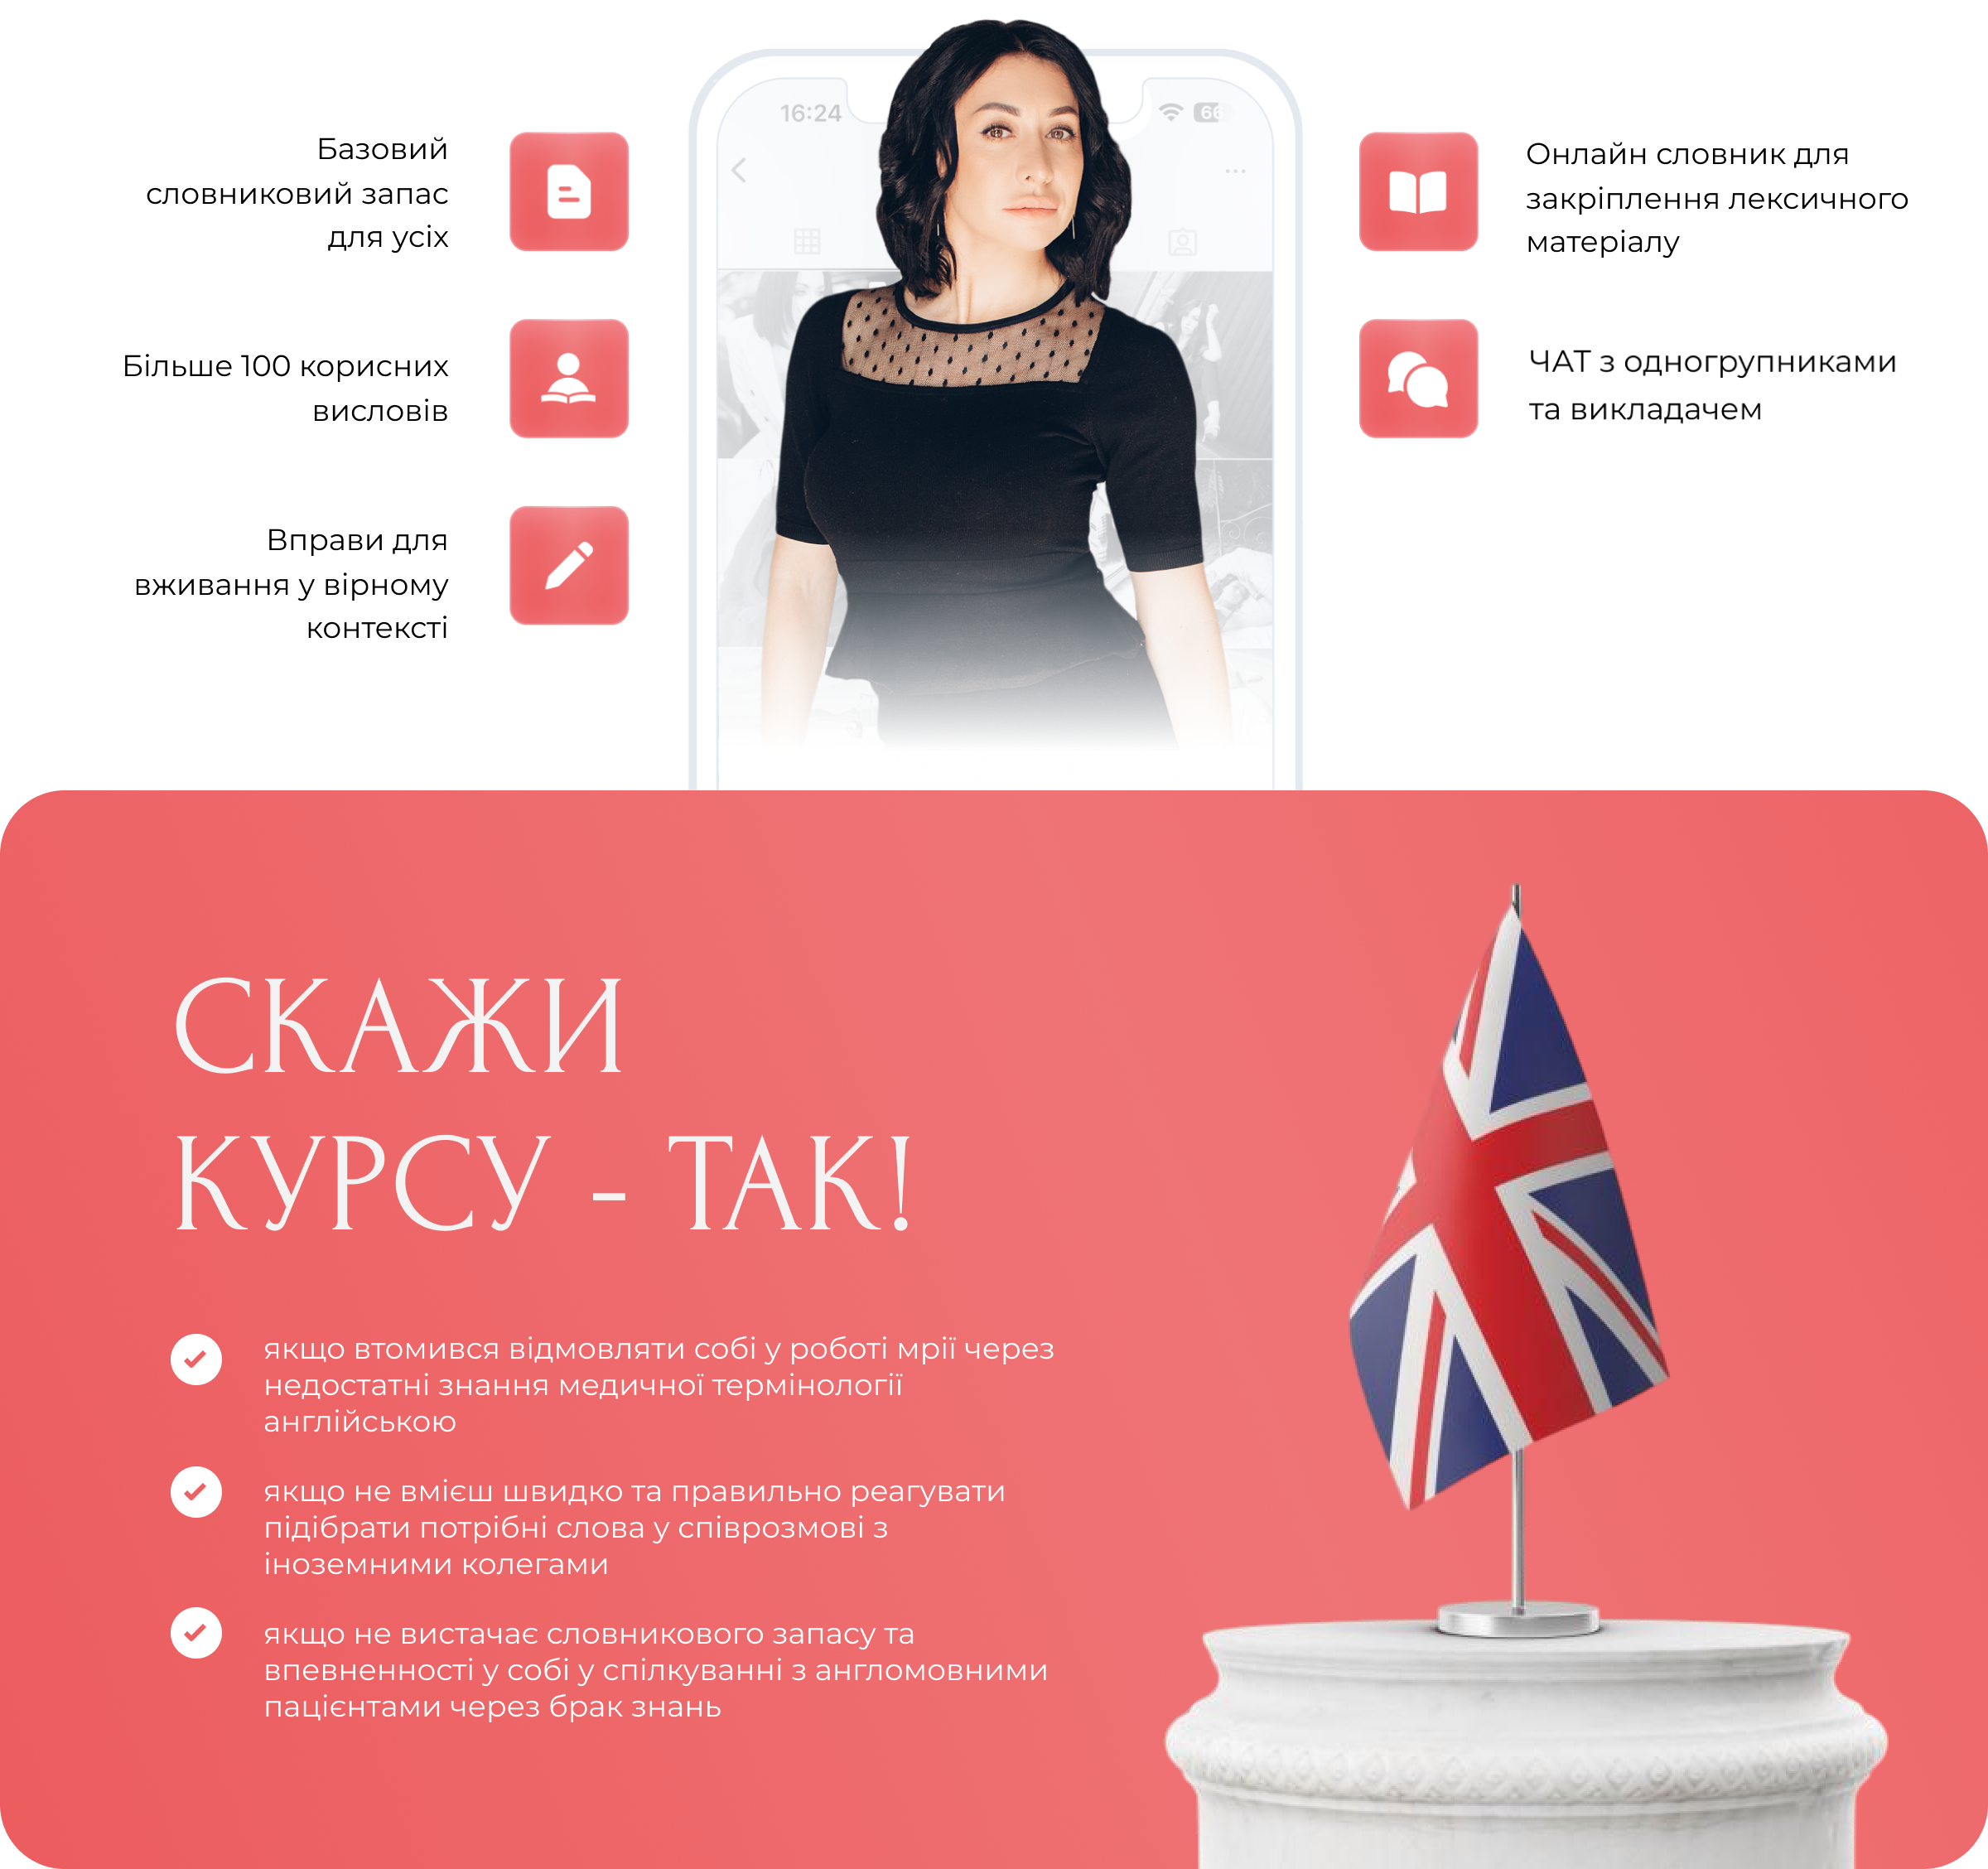 16:24
66
Базовий
словниковий запас
для усіх
Більше 100 корисних
висловів
Вправи для
вживання у вірному
контексті
Онлайн словник для
закріплення лексичного
матеріалу
ЧАТ з одногрупниками
та викладачем
СКАЖИ
КУРСУ - ТАК!
якщо втомився відмовляти собі у роботі мрії через
недостатні знання медичної термінології
англійською
якщо не вмієш швидко та правильно реагувати
підібрати потрібні слова у співрозмові з
іноземними колегами
якщо не вистачає словникового запасу та
впевненності у собі у спілкуванні з англомовними
пацієнтами через брак знань